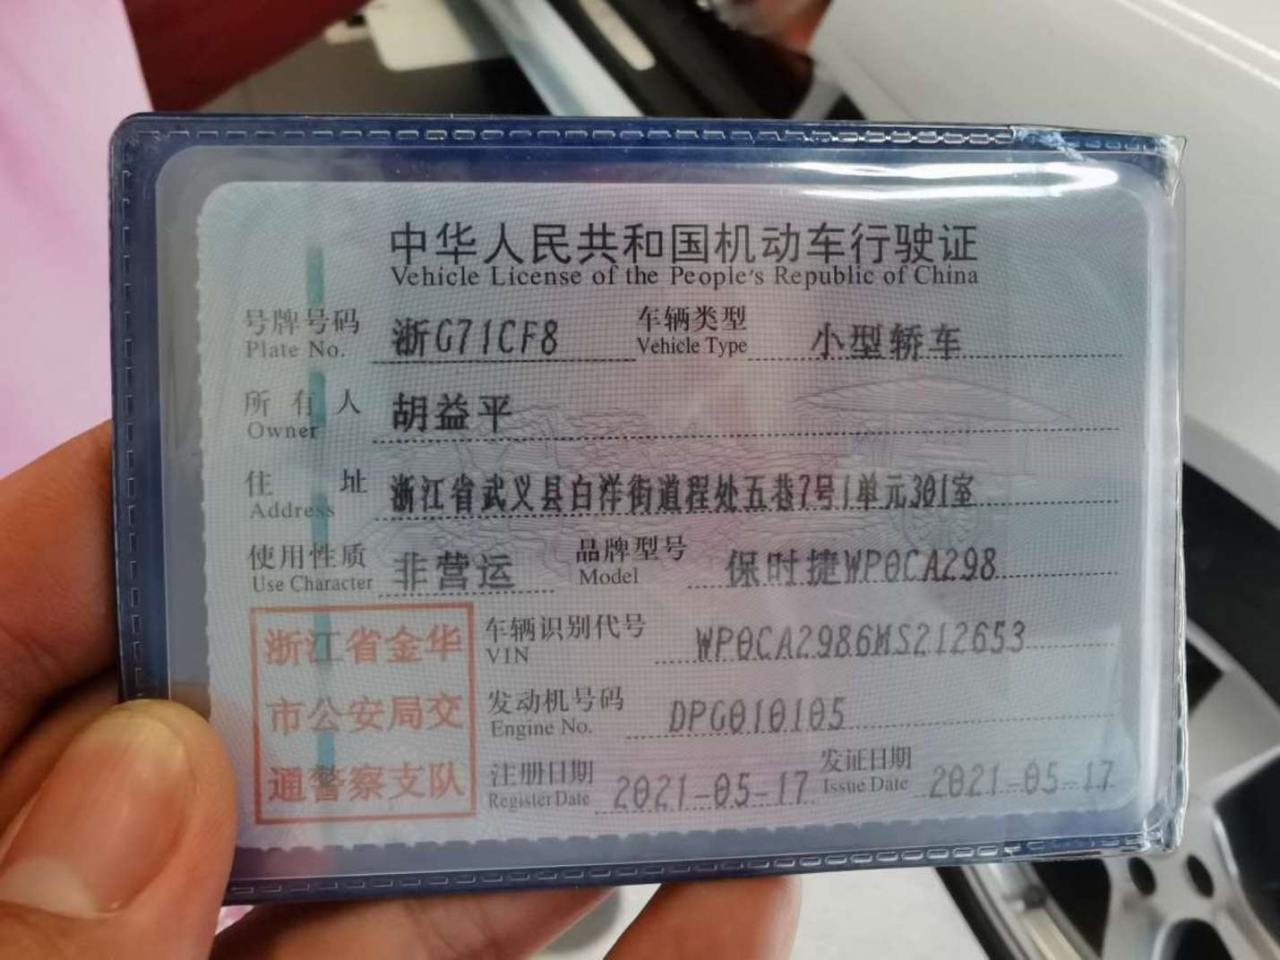 中华人民共和国机动车行驶证
Vehicle License of the People's Republic of China
号牌号码 浙G71CF8 车辆类型 小型轿车
Plate No. Vehicle Type
所有人 胡益平
Owner
住址 浙江省武义县白洋街道程处五巷7号1单元301室
Address
使用性质 非营运 品牌型号 保时捷WP0CA298
Use Character Model
浙江省金华
市公安局交
通警察支队
车辆识别代号 WP0CA2986MS212653
VIN
发动机号码 DPG010105
Engine No.
注册日期 2021-05-17 发证日期 2021-05-17
Register Date Issue Date